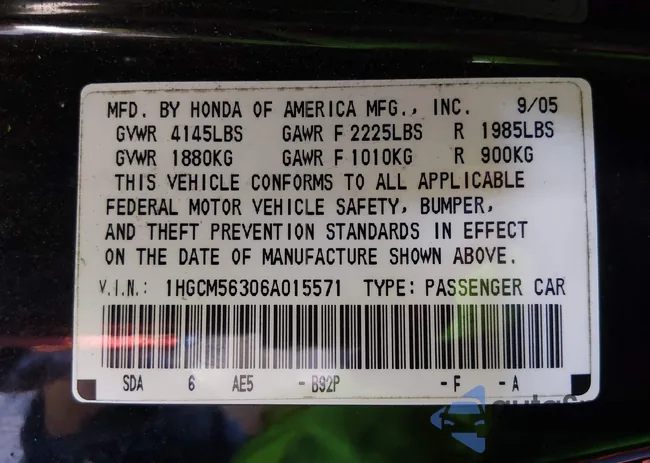 MFD. BY HONDA OF AMERICA MFG., INC. 9/05
GVWR 4145LBS GAWR F 2225LBS R 1985LBS
GVWR 1880KG GAWR F 1010KG R 900KG
THIS VEHICLE CONFORMS TO ALL APPLICABLE
FEDERAL MOTOR VEHICLE SAFETY, BUMPER,
AND THEFT PREVENTION STANDARDS IN EFFECT
ON THE DATE OF MANUFACTURE SHOWN ABOVE.
V.I.N.: 1HGCM56306A015571 TYPE: PASSENGER CAR
SDA 6 AE5 - B92P - F - A